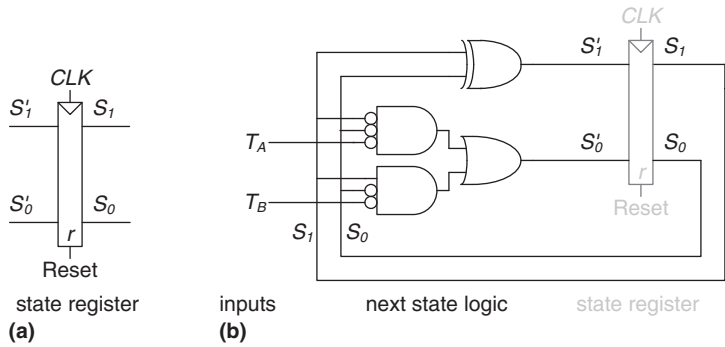 CLK
S'1
S1
S'0
S0
r
Reset
state register
(a)
CLK
S'1
S1
TA
S'0
S0
r
TB
Reset
S1
S0
inputs
next state logic
state register
(b)